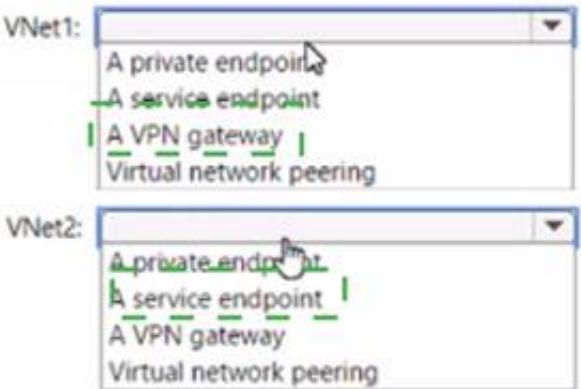 VNet1:
A private endpoint
A service endpoint
A VPN gateway
Virtual network peering
VNet2:
A private endpoint
A service endpoint
A VPN gateway
Virtual network peering